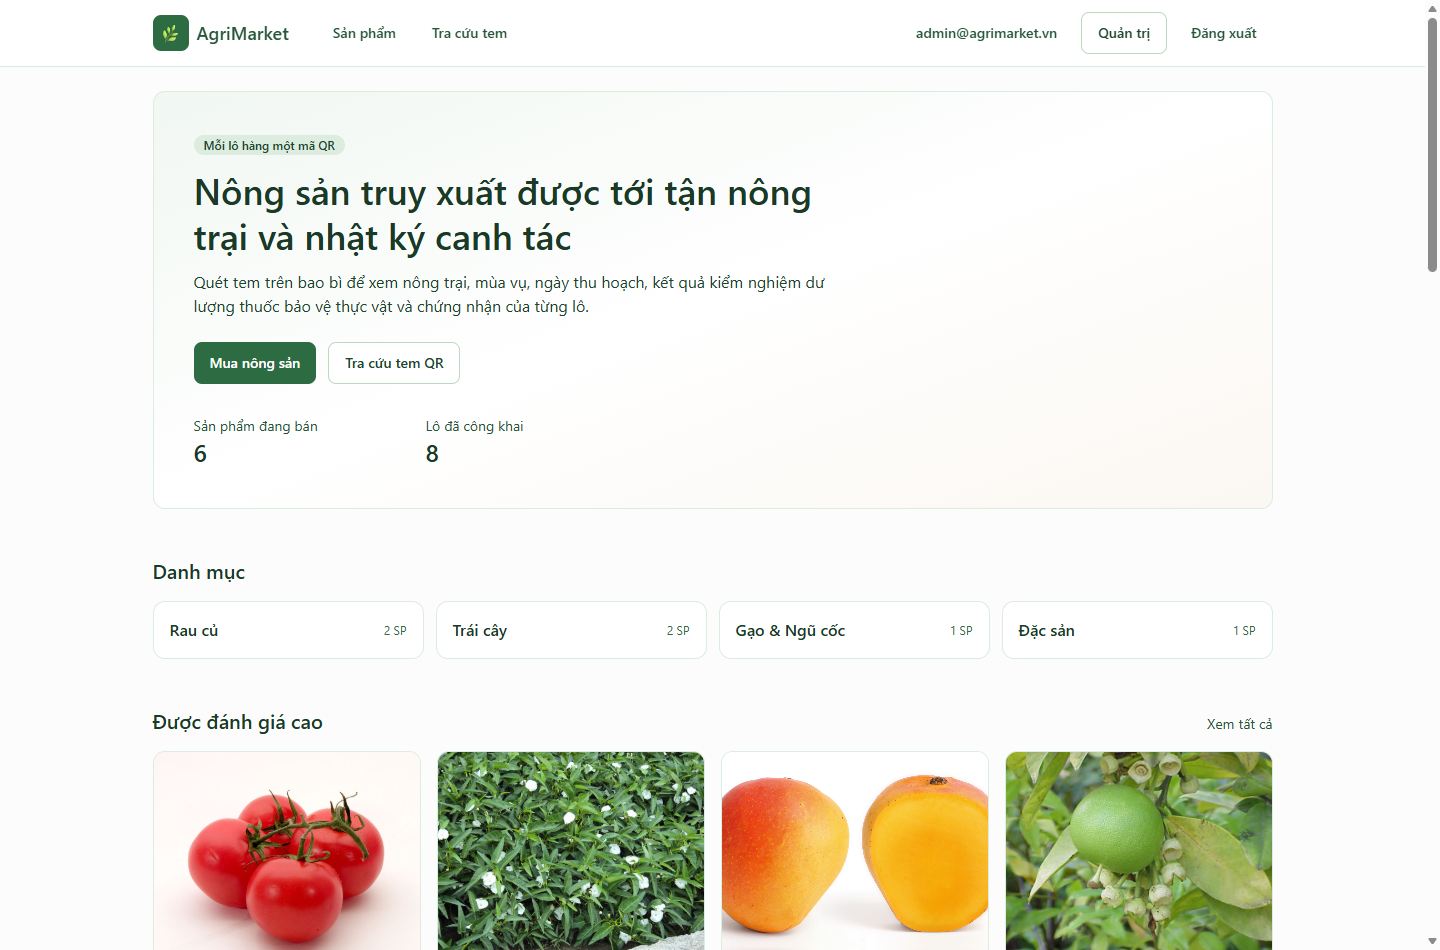 AgriMarket
Sản phẩm
Tra cứu tem
admin@agrimarket.vn
Quản trị
Đăng xuất
Mỗi lô hàng một mã QR
Nông sản truy xuất được tới tận nông
trại và nhật ký canh tác
Quét tem trên bao bì để xem nông trại, mùa vụ, ngày thu hoạch, kết quả kiểm nghiệm dư
lượng thuốc bảo vệ thực vật và chứng nhận của từng lô.
Mua nông sản
Tra cứu tem QR
Sản phẩm đang bán
6
Lô đã công khai
8
Danh mục
Rau củ
2 SP
Trái cây
2 SP
Gạo & Ngũ cốc
1 SP
Đặc sản
1 SP
Được đánh giá cao
Xem tất cả